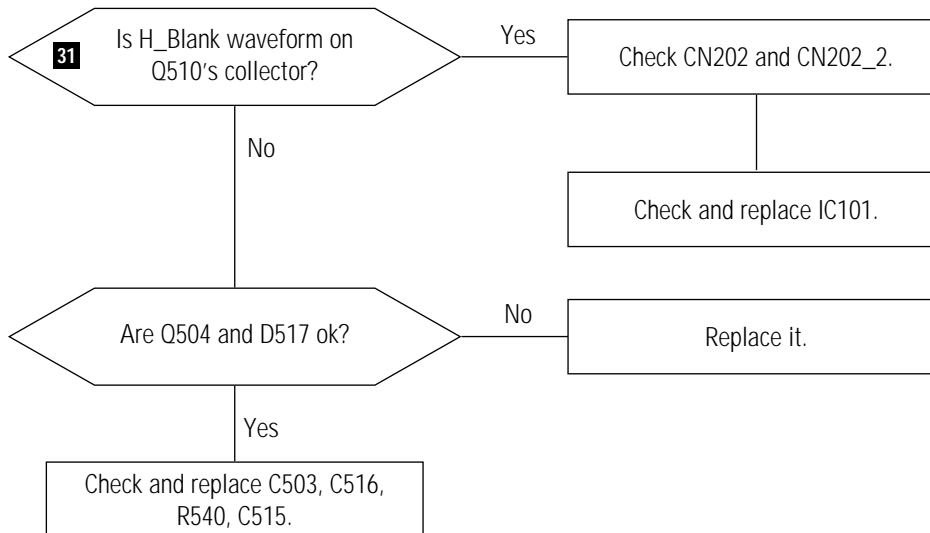 31
Is H_Blank waveform on
Q510's collector?
Yes
Check CN202 and CN202_2.
No
Check and replace IC101.
Are Q504 and D517 ok?
No
Replace it.
Yes
Check and replace C503, C516,
R540, C515.